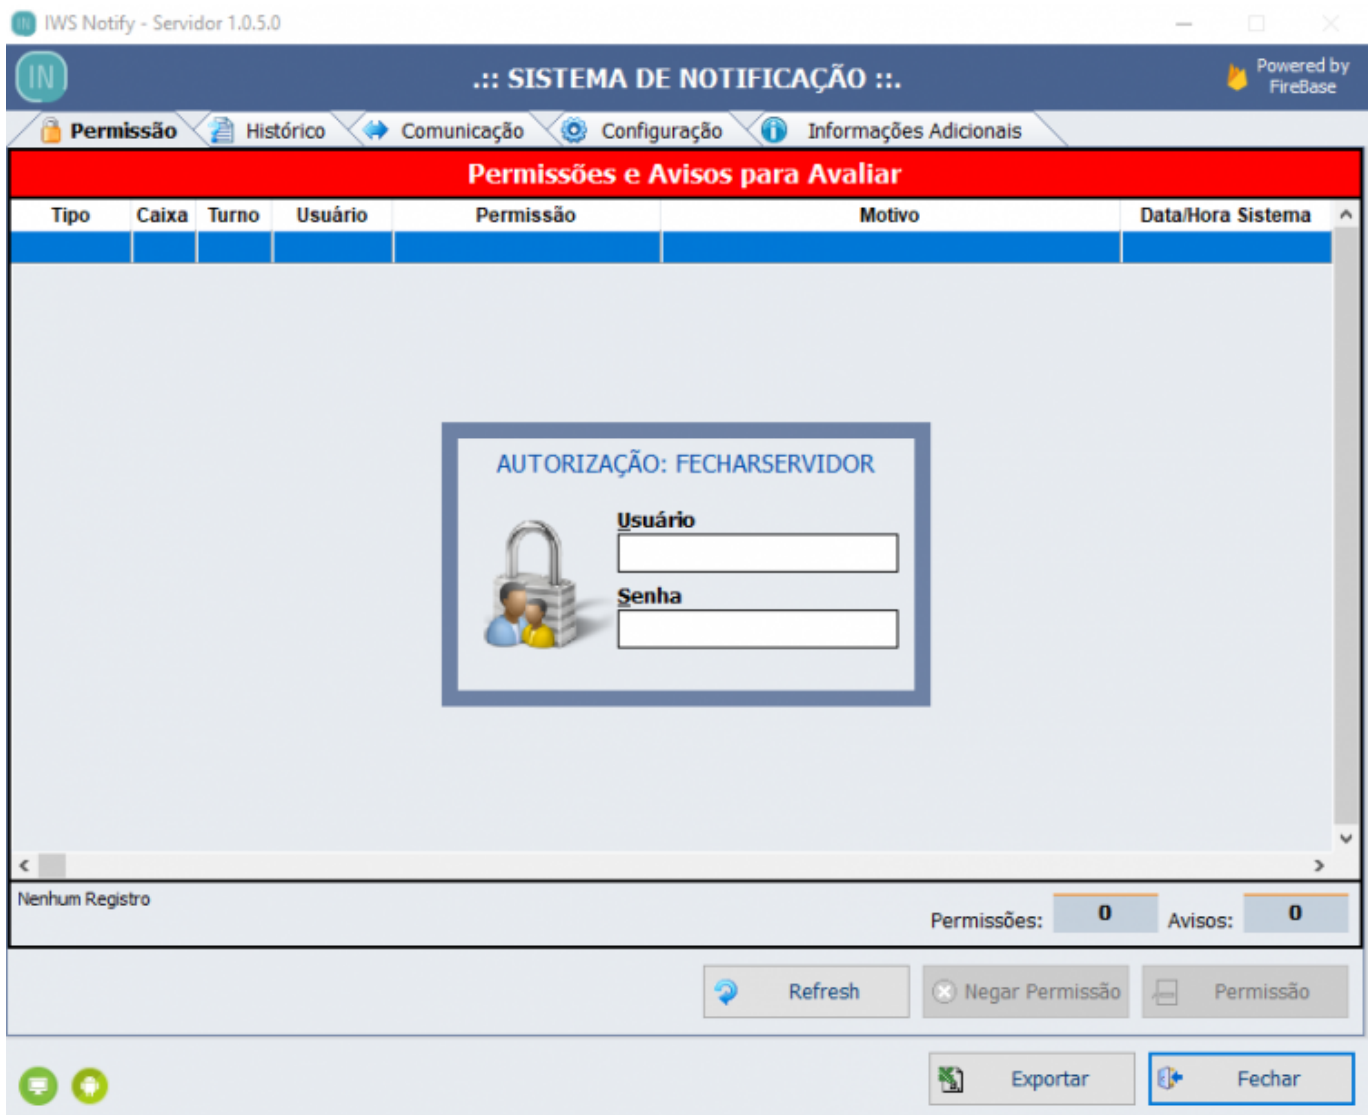 IN IWS Notify - Servidor 1.0.5.0
IN
.:: SISTEMA DE NOTIFICAÇÃO ::.
Powered by
FireBase
Permissão Histórico Comunicação Configuração Informações Adicionais
Permissões e Avisos para Avaliar
Tipo Caixa Turno Usuário Permissão Motivo Data/Hora Sistema
AUTORIZAÇÃO: FECHARSERVIDOR
Usuário
Senha
Nenhum Registro
Permissões: 0 Avisos: 0
Refresh Negar Permissão Permissão
Exportar Fechar